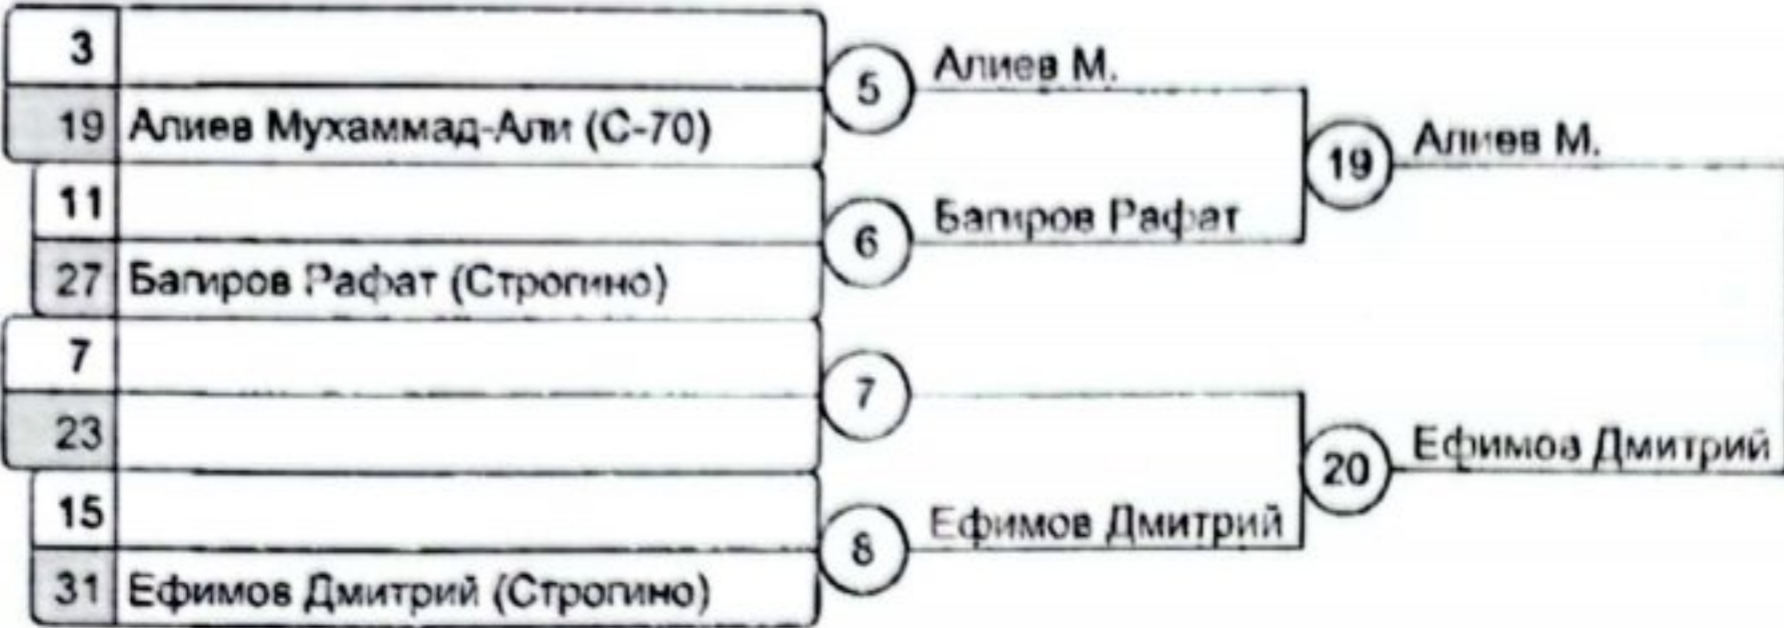 3
19 Алиев Мухаммад-Али (С-70)
5 Алиев М.
19 Алиев М.
11
27 Багиров Рафат (Строгино)
6 Багиров Рафат
7
23
7
20 Ефимов Дмитрий
15
31 Ефимов Дмитрий (Строгино)
8 Ефимов Дмитрий